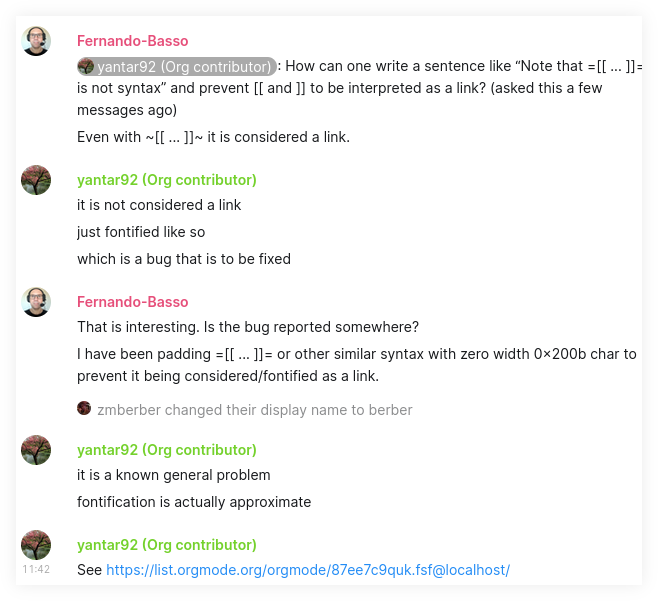 Fernando-Basso
yantar92 (Org contributor): How can one write a sentence like “Note that =[[ ... ]]=
is not syntax” and prevent [[ and ]] to be interpreted as a link? (asked this a few
messages ago)
Even with ~[[ ... ]]~ it is considered a link.
yantar92 (Org contributor)
it is not considered a link
just fontified like so
which is a bug that is to be fixed
Fernando-Basso
That is interesting. Is the bug reported somewhere?
I have been padding =[[ ... ]]= or other similar syntax with zero width 0×200b char to
prevent it being considered/fontified as a link.
zmberber changed their display name to berber
yantar92 (Org contributor)
it is a known general problem
fontification is actually approximate
yantar92 (Org contributor)
11:42 See https://list.orgmode.org/orgmode/87ee7c9quk.fsf@localhost/